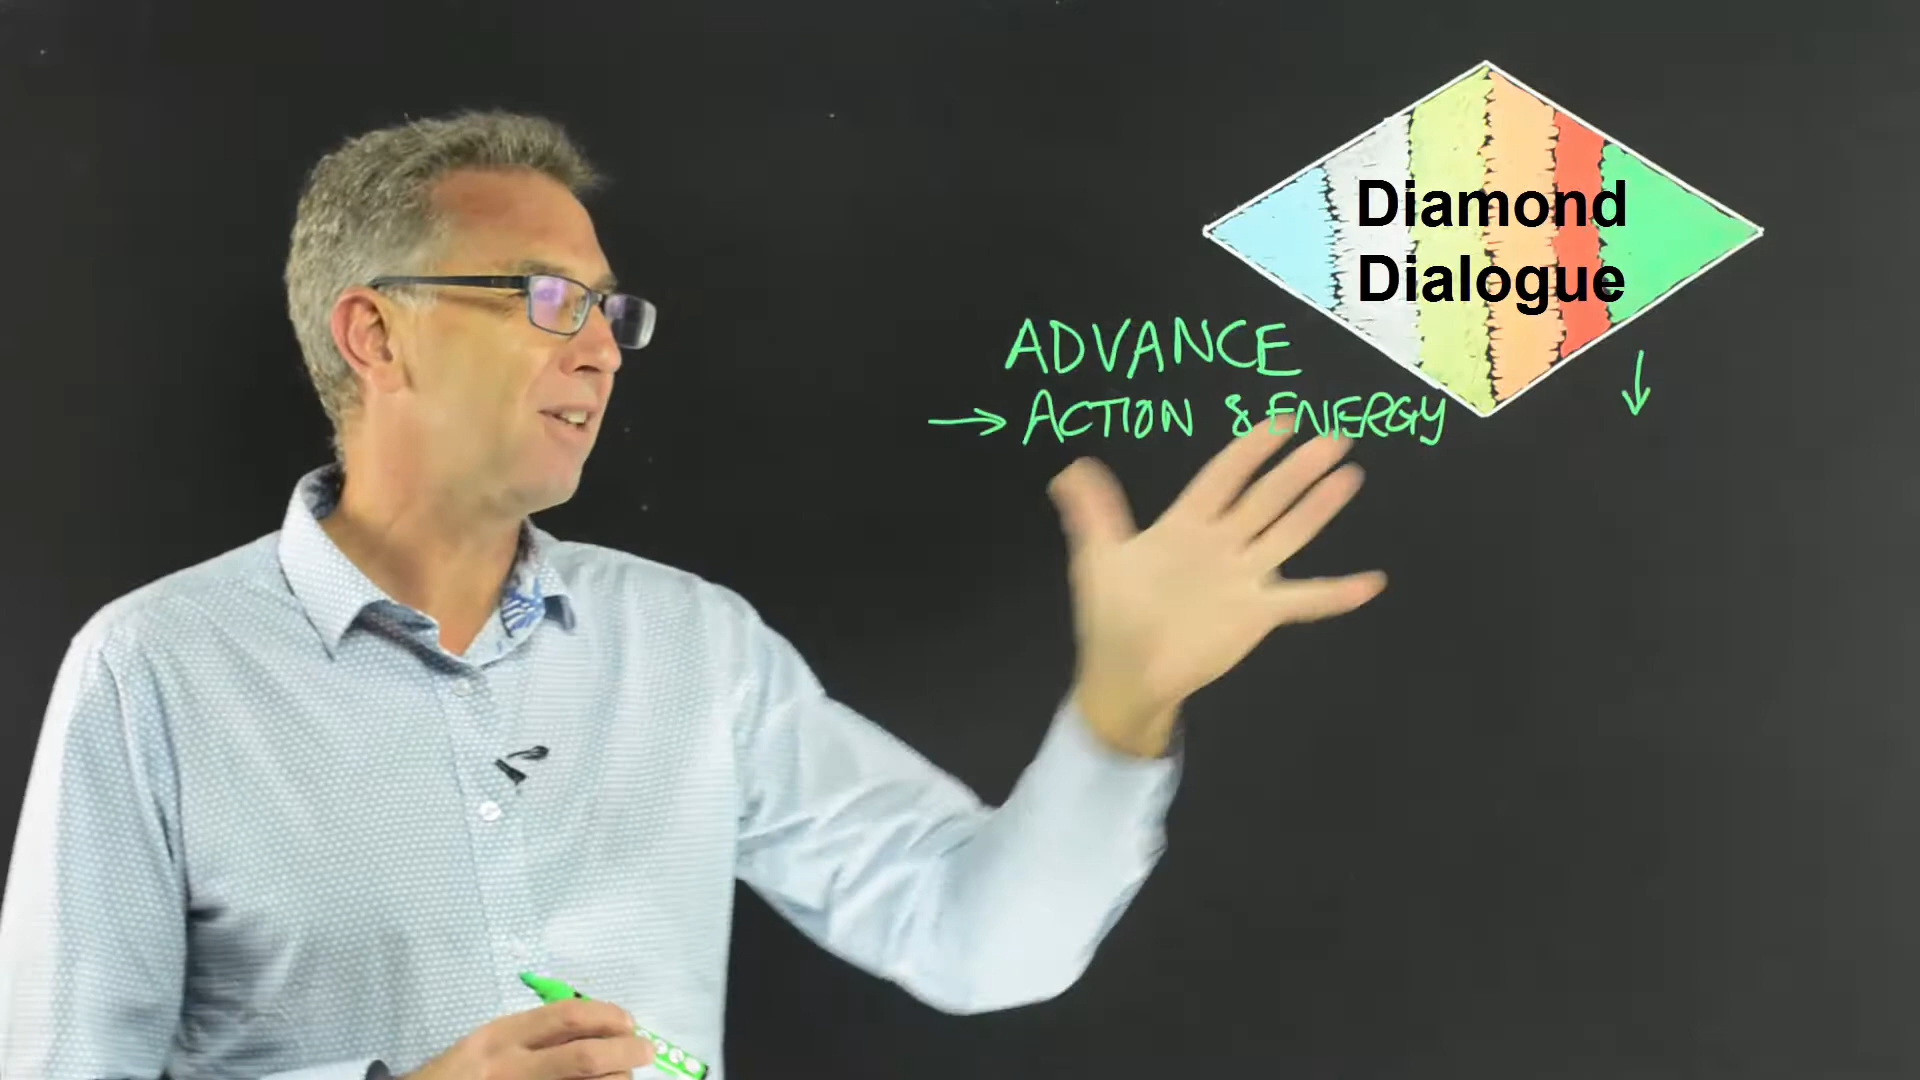 Diamond
Dialogue
ADVANCE
→ ACTION & ENERGY